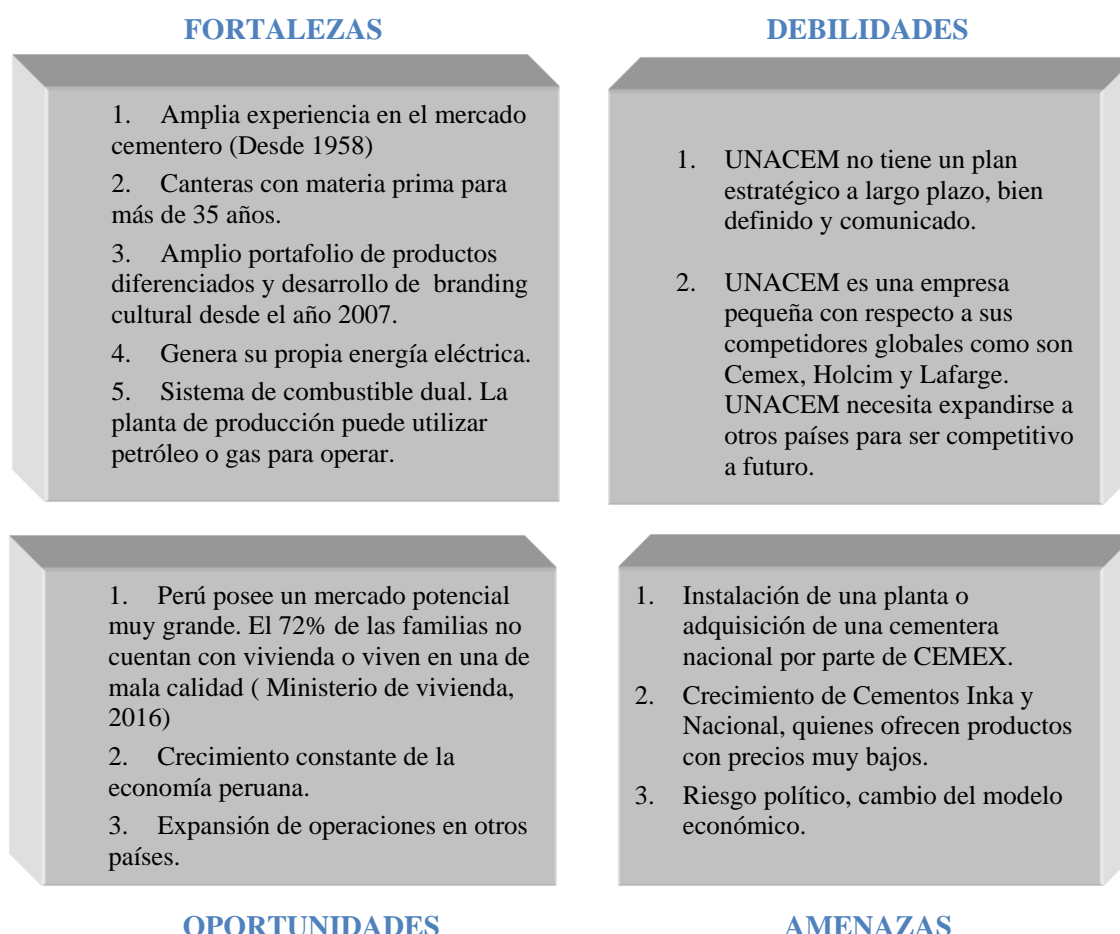 FORTALEZAS
1. Amplia experiencia en el mercado
cementero (Desde 1958)
2. Canteras con materia prima para
más de 35 años.
3. Amplio portafolio de productos
diferenciados y desarrollo de branding
cultural desde el año 2007.
4. Genera su propia energía eléctrica.
5. Sistema de combustible dual. La
planta de producción puede utilizar
petróleo o gas para operar.
DEBILIDADES
1. UNACEM no tiene un plan
estratégico a largo plazo, bien
definido y comunicado.
2. UNACEM es una empresa
pequeña con respecto a sus
competidores globales como son
Cemex, Holcim y Lafarge.
UNACEM necesita expandirse a
otros países para ser competitivo
a futuro.
1. Perú posee un mercado potencial
muy grande. El 72% de las familias no
cuentan con vivienda o viven en una de
mala calidad ( Ministerio de vivienda,
2016)
2. Crecimiento constante de la
economía peruana.
3. Expansión de operaciones en otros
países.
OPORTUNIDADES
1. Instalación de una planta o
adquisición de una cementera
nacional por parte de CEMEX.
2. Crecimiento de Cementos Inka y
Nacional, quienes ofrecen productos
con precios muy bajos.
3. Riesgo político, cambio del modelo
económico.
AMENAZAS